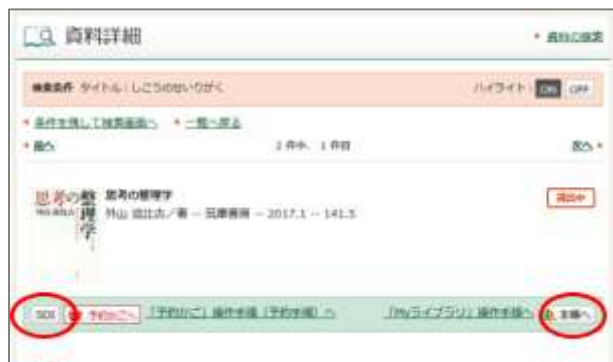 資料詳細
資料の検索
検索条件 タイトル：しこうのせいりがく
ハイライト： ON OFF
条件を残して検索画面へ 一覧へ戻る
前へ 2 件中、 1 件目 次へ
思考の整理学
思考の整理学 貸出中
外山 滋比古／著 -- 筑摩書房 -- 2017.1 -- 141.5
SDI 予約かごへ 「予約かご」操作手順（予約手順）へ 「Myライブラリ」操作手順へ 本棚へ